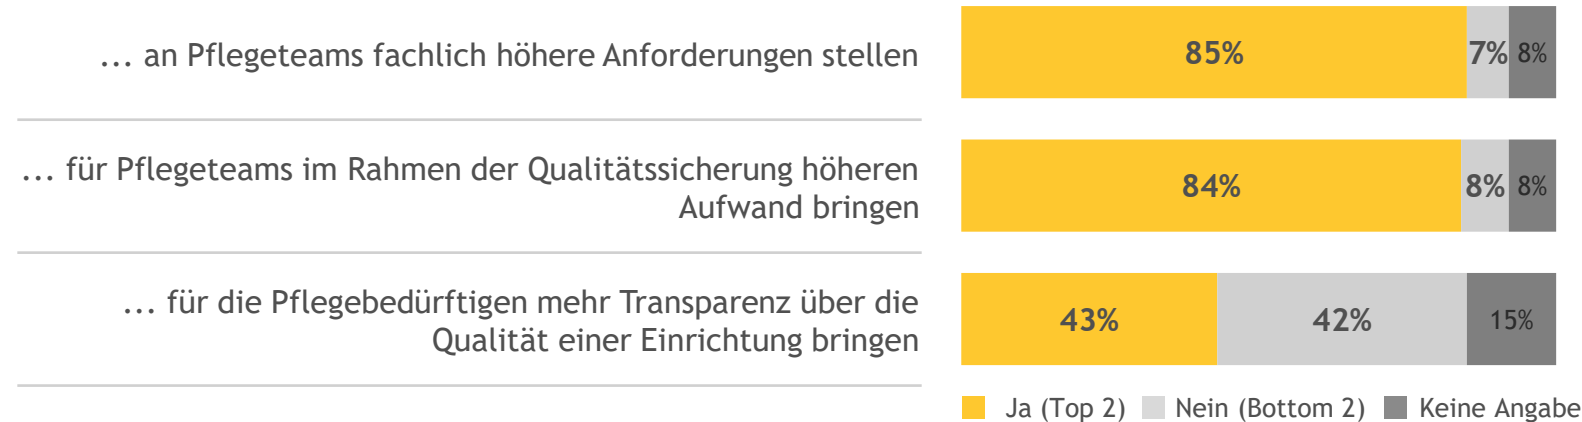 ... an Pflegeteams fachlich höhere Anforderungen stellen
85% 7% 8%
... für Pflegeteams im Rahmen der Qualitätssicherung höheren
Aufwand bringen
84% 8% 8%
... für die Pflegebedürftigen mehr Transparenz über die
Qualität einer Einrichtung bringen
43% 42% 15%
Ja (Top 2) Nein (Bottom 2) Keine Angabe